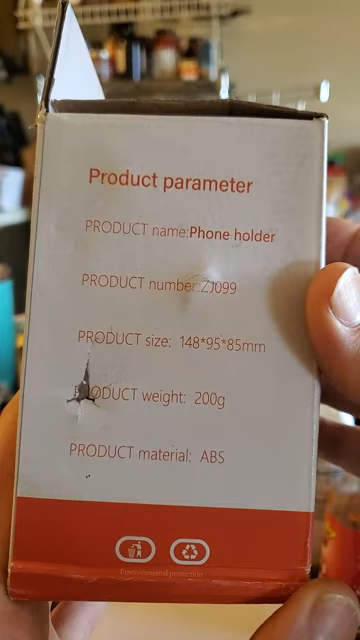 Product parameter
PRODUCT name:Phone holder
PRODUCT number:ZJ099
PRODUCT size: 148*95*85mm
PRODUCT weight: 200g
PRODUCT material: ABS
Environmental protection